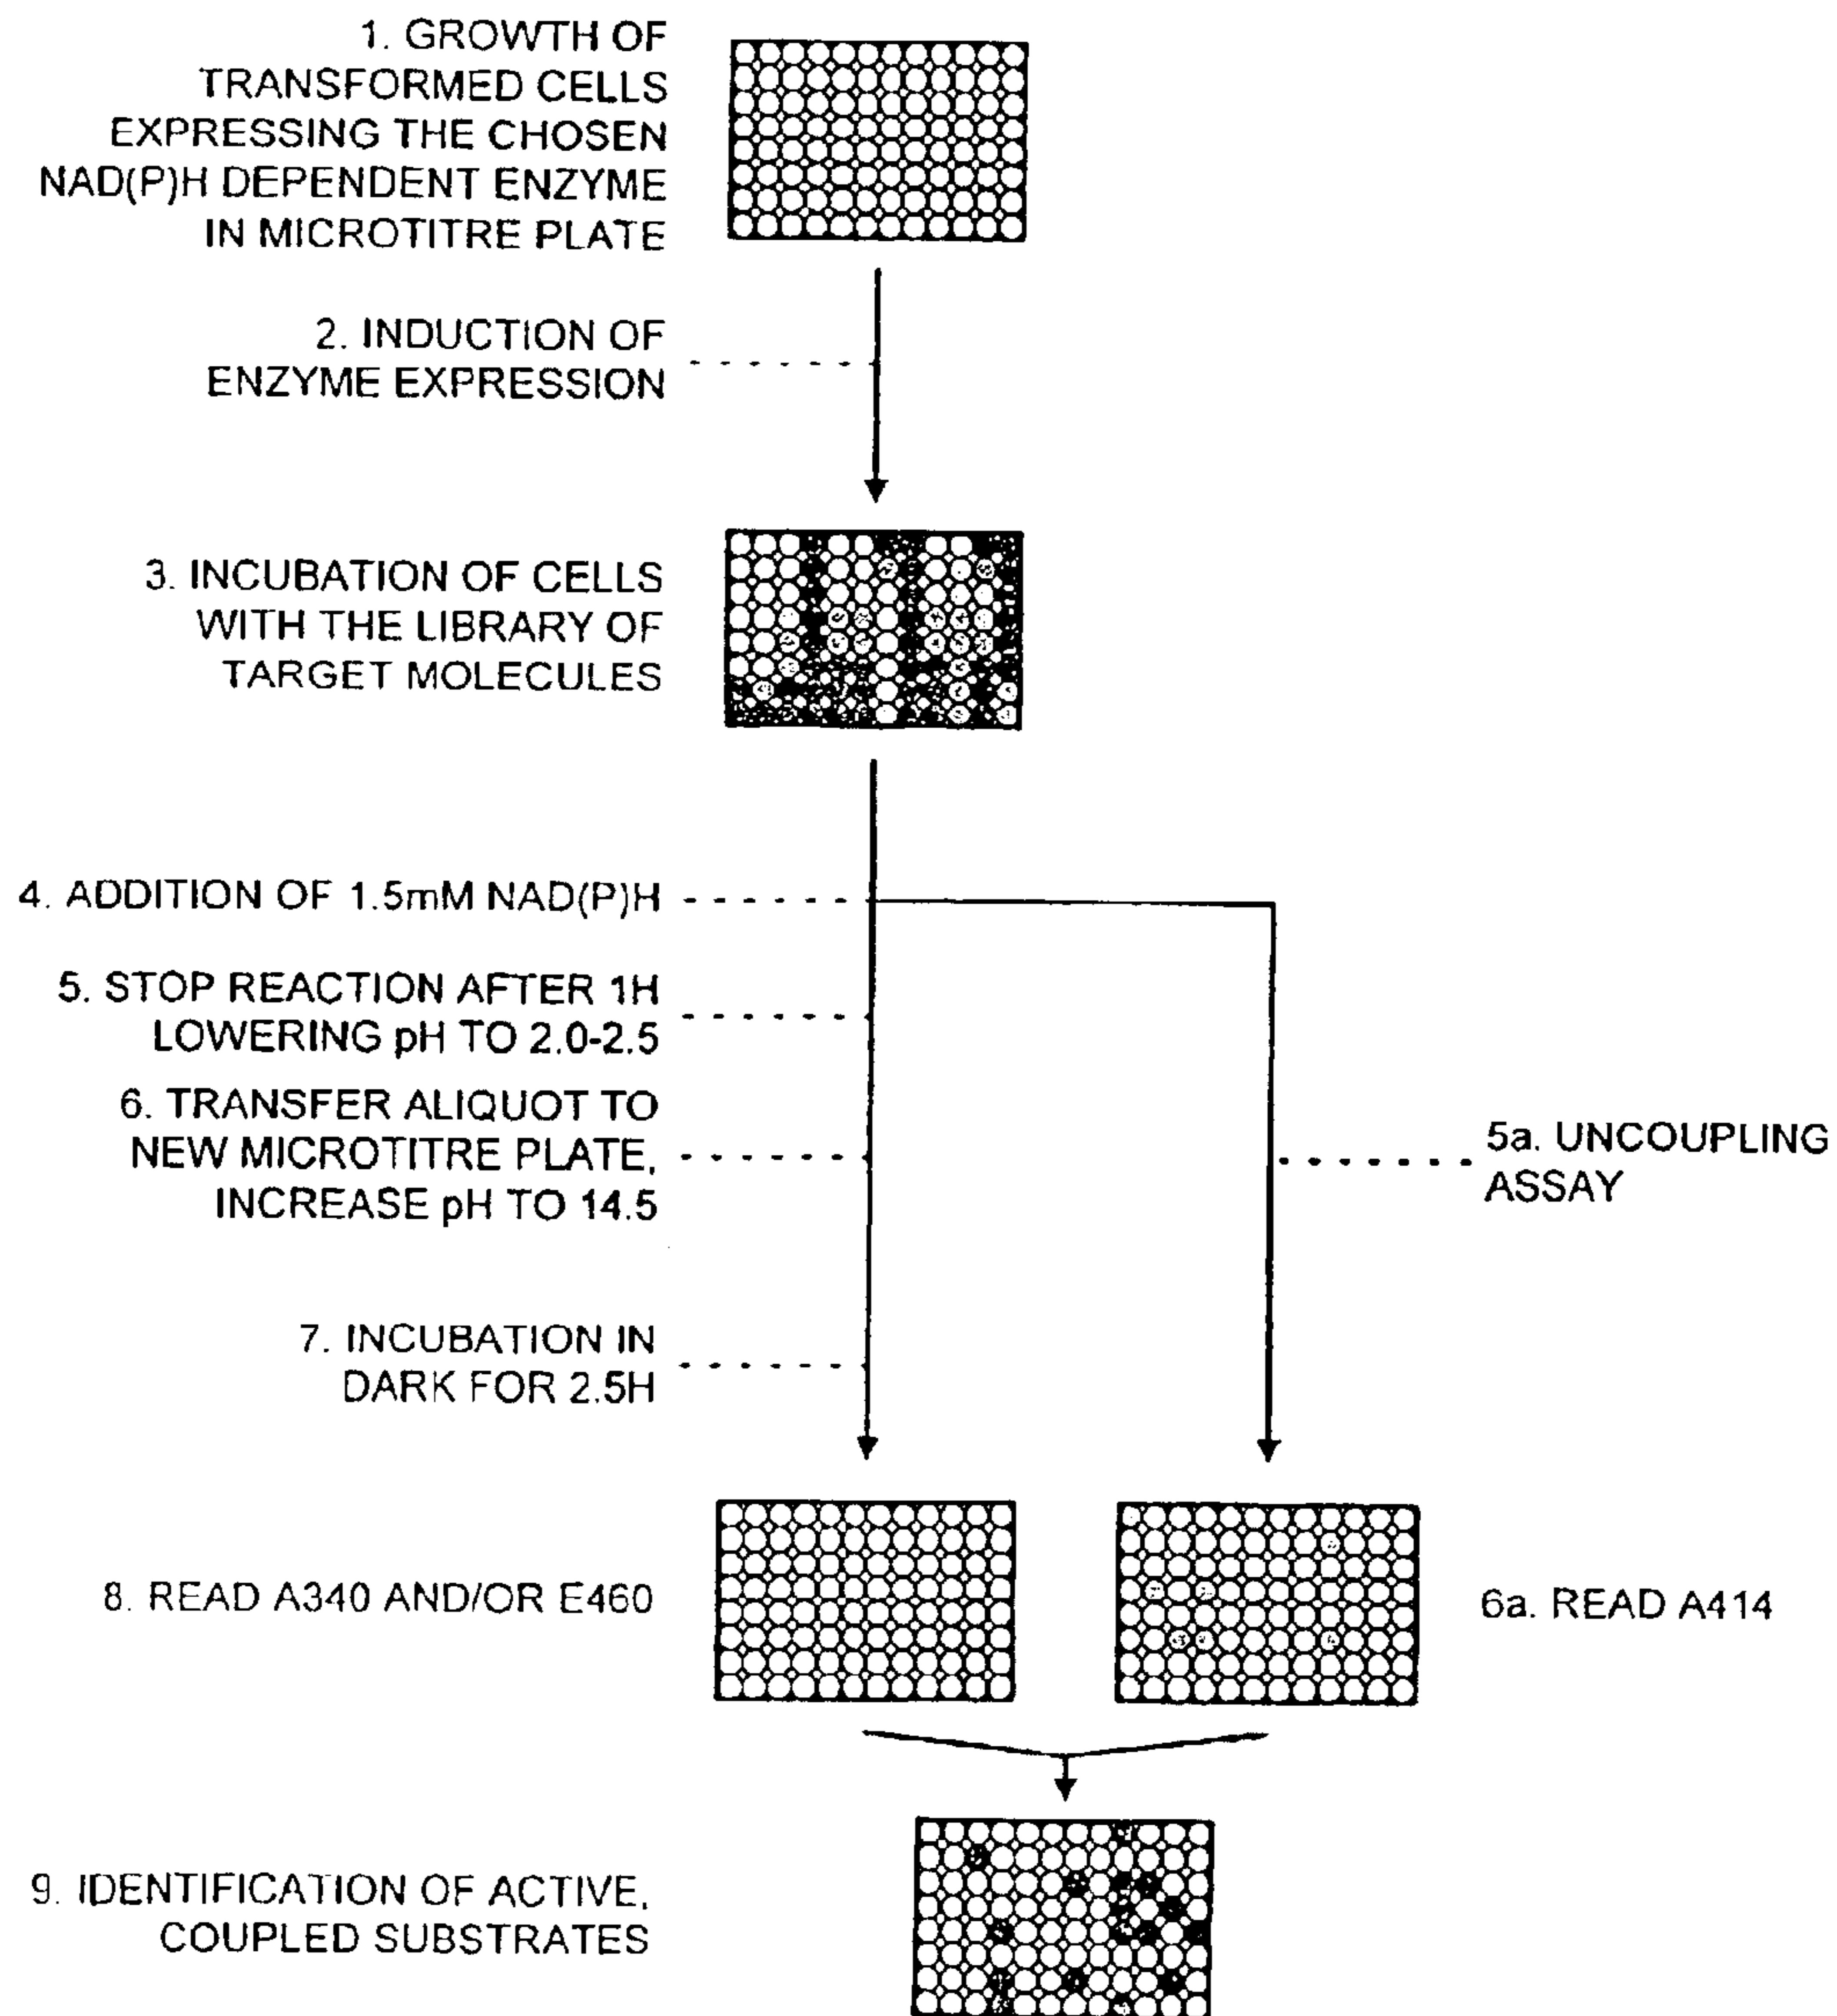 1. GROWTH OF
TRANSFORMED CELLS
EXPRESSING THE CHOSEN
NAD(P)H DEPENDENT ENZYME
IN MICROTITRE PLATE
2. INDUCTION OF
ENZYME EXPRESSION
3. INCUBATION OF CELLS
WITH THE LIBRARY OF
TARGET MOLECULES
4. ADDITION OF 1.5mM NAD(P)H
5. STOP REACTION AFTER 1H
LOWERING pH TO 2.0-2.5
6. TRANSFER ALIQUOT TO
NEW MICROTITRE PLATE,
INCREASE pH TO 14.5
5a. UNCOUPLING
ASSAY
7. INCUBATION IN
DARK FOR 2.5H
8. READ A340 AND/OR E460
6a. READ A414
9. IDENTIFICATION OF ACTIVE,
COUPLED SUBSTRATES